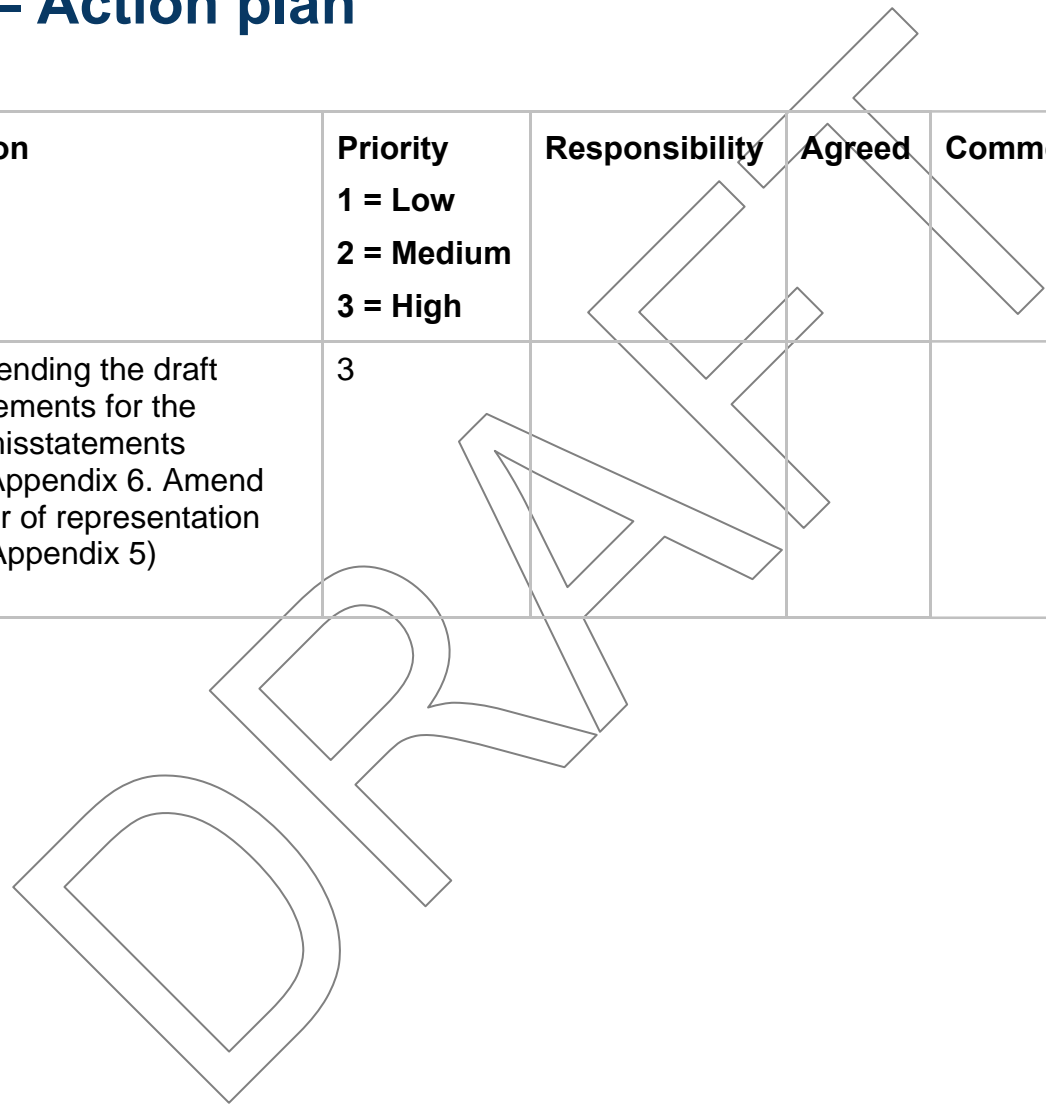 – Action plan
on Priority Responsibility Agreed Comme
1 = Low
2 = Medium
3 = High
ending the draft 3
ements for the
nisstatements
Appendix 6. Amend
r of representation
Appendix 5)
DRAFT